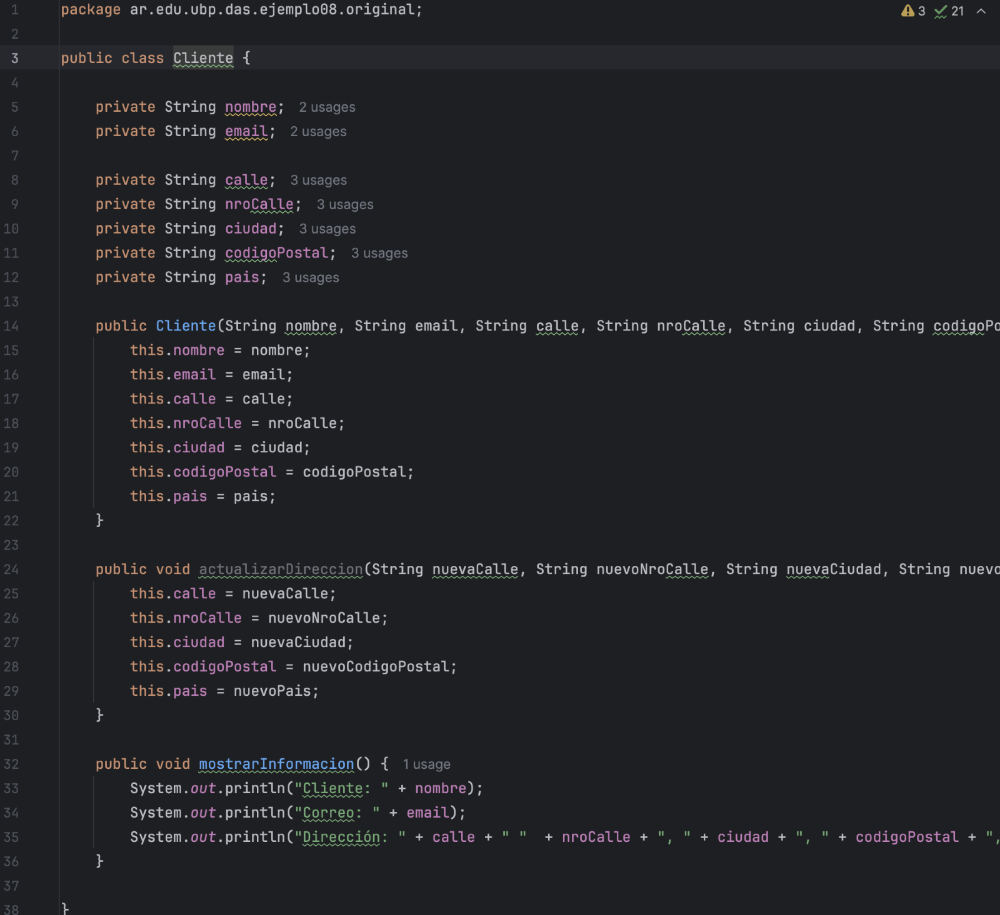 1 package ar.edu.ubp.das.ejemplo08.original; 3 21
2
3 public class Cliente {
4
5 private String nombre; 2 usages
6 private String email; 2 usages
7
8 private String calle; 3 usages
9 private String nroCalle; 3 usages
10 private String ciudad; 3 usages
11 private String codigoPostal; 3 usages
12 private String pais; 3 usages
13
14 public Cliente(String nombre, String email, String calle, String nroCalle, String ciudad, String codigoPo
15 this.nombre = nombre;
16 this.email = email;
17 this.calle = calle;
18 this.nroCalle = nroCalle;
19 this.ciudad = ciudad;
20 this.codigoPostal = codigoPostal;
21 this.pais = pais;
22 }
23
24 public void actualizarDireccion(String nuevaCalle, String nuevoNroCalle, String nuevaCiudad, String nuevo
25 this.calle = nuevaCalle;
26 this.nroCalle = nuevoNroCalle;
27 this.ciudad = nuevaCiudad;
28 this.codigoPostal = nuevoCodigoPostal;
29 this.pais = nuevoPais;
30 }
31
32 public void mostrarInformacion() { 1 usage
33 System.out.println("Cliente: " + nombre);
34 System.out.println("Correo: " + email);
35 System.out.println("Dirección: " + calle + " " + nroCalle + ", " + ciudad + ", " + codigoPostal + ",
36 }
37
38 }